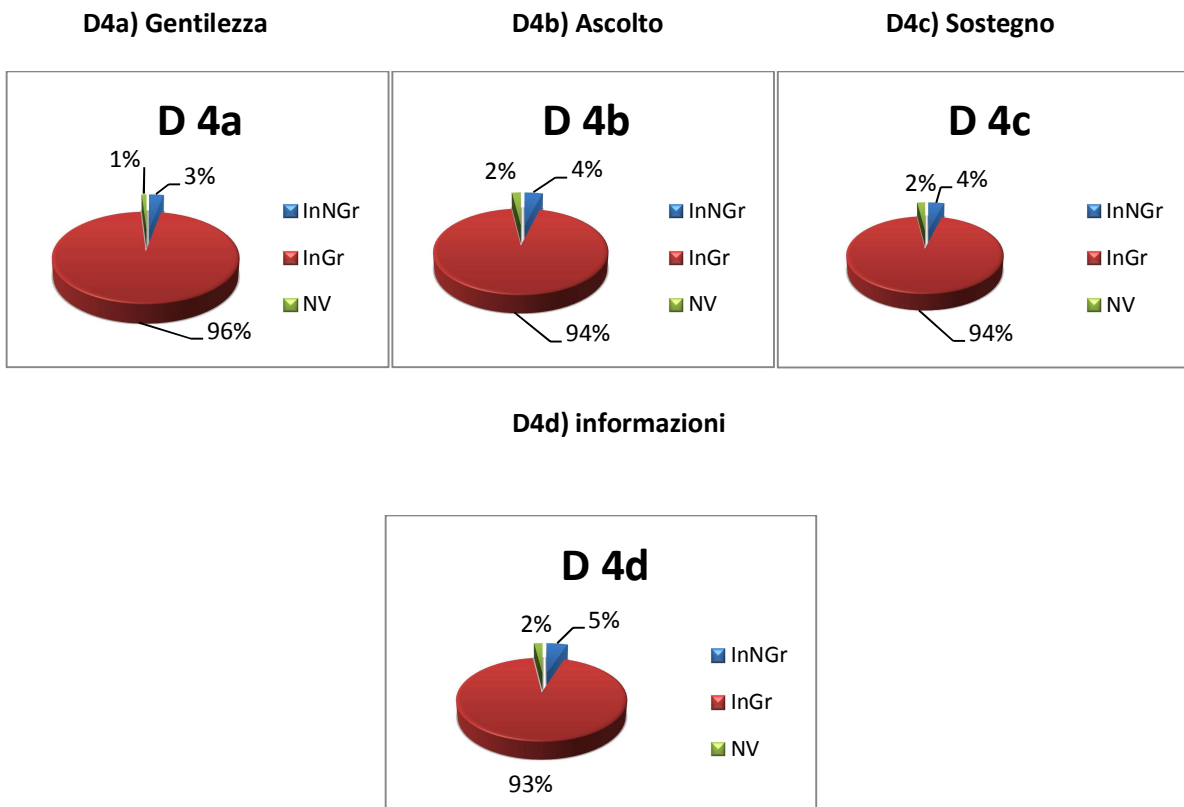 D4a) Gentilezza
D4b) Ascolto
D4c) Sostegno
D 4a
1%
3%
96%
InNGr
InGr
NV
D 4b
2%
4%
94%
InNGr
InGr
NV
D 4c
2%
4%
94%
InNGr
InGr
NV
D4d) informazioni
D 4d
2%
5%
93%
InNGr
InGr
NV